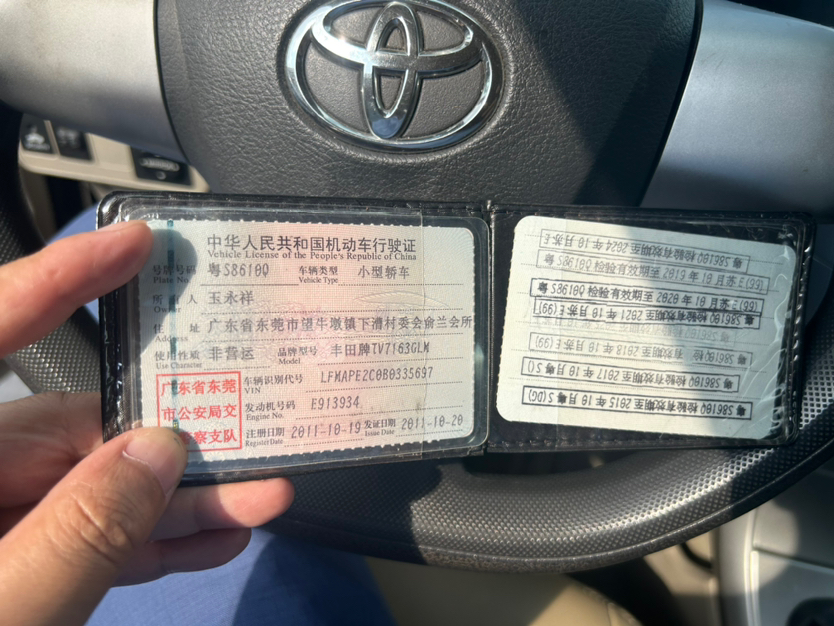 中华人民共和国机动车行驶证
Vehicle License of the People's Republic of China
号牌号码 粤S8610Q 车辆类型 小型轿车
Plate No. Vehicle Type
所有人 玉永祥
Owner
住址 广东省东莞市望牛墩镇下漕村委会俞兰会所
Address
使用性质 非营运 品牌型号 丰田牌TV7163GLM
Use Character Model
车辆识别代号 LFMAPE2C0B0335697
VIN
发动机号码 E913934
Engine No.
注册日期 2011-10-19 发证日期 2011-10-20
Register Date Issue Date
广东省东莞
市公安局交
警察支队
粤S8610Q 检验有效期至 2015年10月 粤S(DG)
粤S8610Q 检验有效期至 2017年10月 粤S
粤S8610Q 检验有效期至 2018年10月
粤S8610Q 检验有效期至 2021年10月
粤S8610Q 检验有效期至 2020年10月
粤S8610Q 检验有效期至 2019年10月
粤S8610Q 检验有效期至 2024年10月